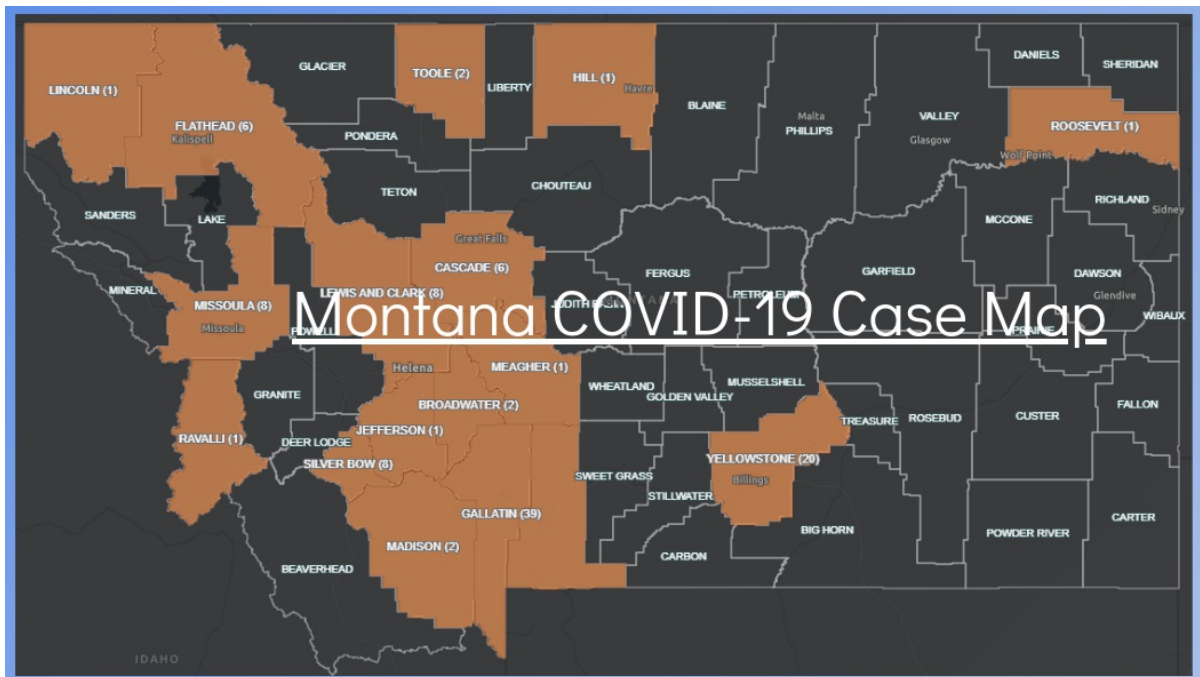 DANIELS
SHERIDAN
GLACIER
TOOLE (2)
HILL (1)
LIBERTY
Havre
LINCOLN (1)
BLAINE
Malta
PHILLIPS
VALLEY
Glasgow
ROOSEVELT (1)
Wolf Point
FLATHEAD (6)
Kalispell
PONDERA
TETON
CHOUTEAU
SANDERS
LAKE
MCCONE
RICHLAND
Sidney
Great Falls
CASCADE (6)
FERGUS
GARFIELD
DAWSON
Glendive
MINERAL
MISSOULA (8)
Missoula
LEWIS AND CLARK (8)
PETROLEUM
WIBAUX
Montana COVID-19 Case Map
PRAIRIE
Helena
MEAGHER (1)
WHEATLAND
GOLDEN VALLEY
MUSSELSHELL
GRANITE
BROADWATER (2)
TREASURE
ROSEBUD
CUSTER
FALLON
RAVALLI (1)
DEER LODGE
JEFFERSON (1)
SILVER BOW (8)
SWEET GRASS
YELLOWSTONE (20)
Billings
STILLWATER
GALLATIN (39)
BIG HORN
POWDER RIVER
CARTER
MADISON (2)
CARBON
BEAVERHEAD
IDAHO